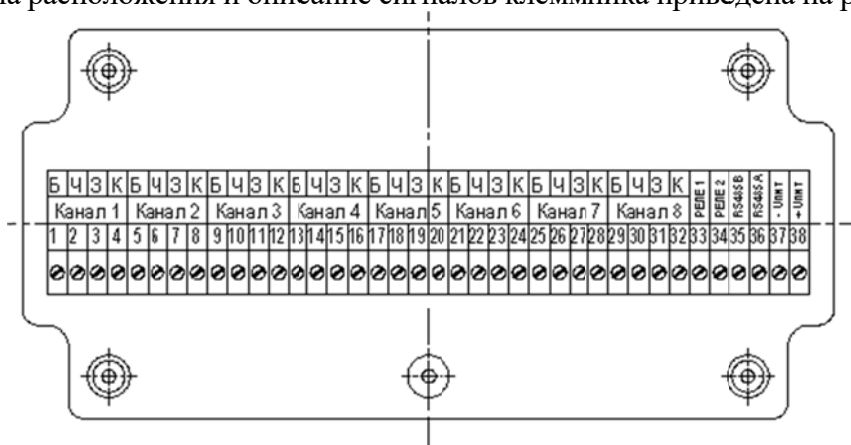 на расположения и описание сигналов клеммника приведена на р
Б Ч З К Б Ч З К Б Ч З К Б Ч З К Б Ч З К Б Ч З К Б Ч З К Б Ч З К РЕЛЕ 1 РЕЛЕ 2 RS485B RS485A - Uпит + Uпит
Канал 1 Канал 2 Канал 3 Канал 4 Канал 5 Канал 6 Канал 7 Канал 8
1 2 3 4 5 6 7 8 9 10 11 12 13 14 15 16 17 18 19 20 21 22 23 24 25 26 27 28 29 30 31 32 33 34 35 36 37 38